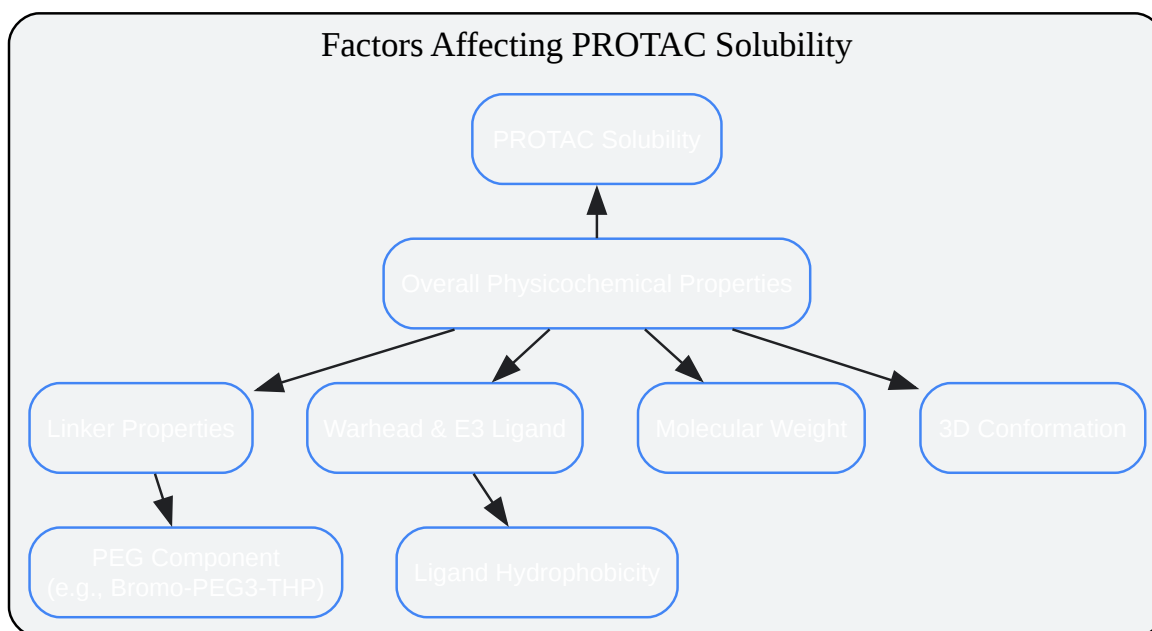 Factors Affecting PROTAC Solubility
PROTAC Solubility
Overall Physicochemical Properties
Linker Properties
Warhead & E3 Ligand
Molecular Weight
3D Conformation
PEG Component
(e.g., Bromo-PEG3-THP)
Ligand Hydrophobicity